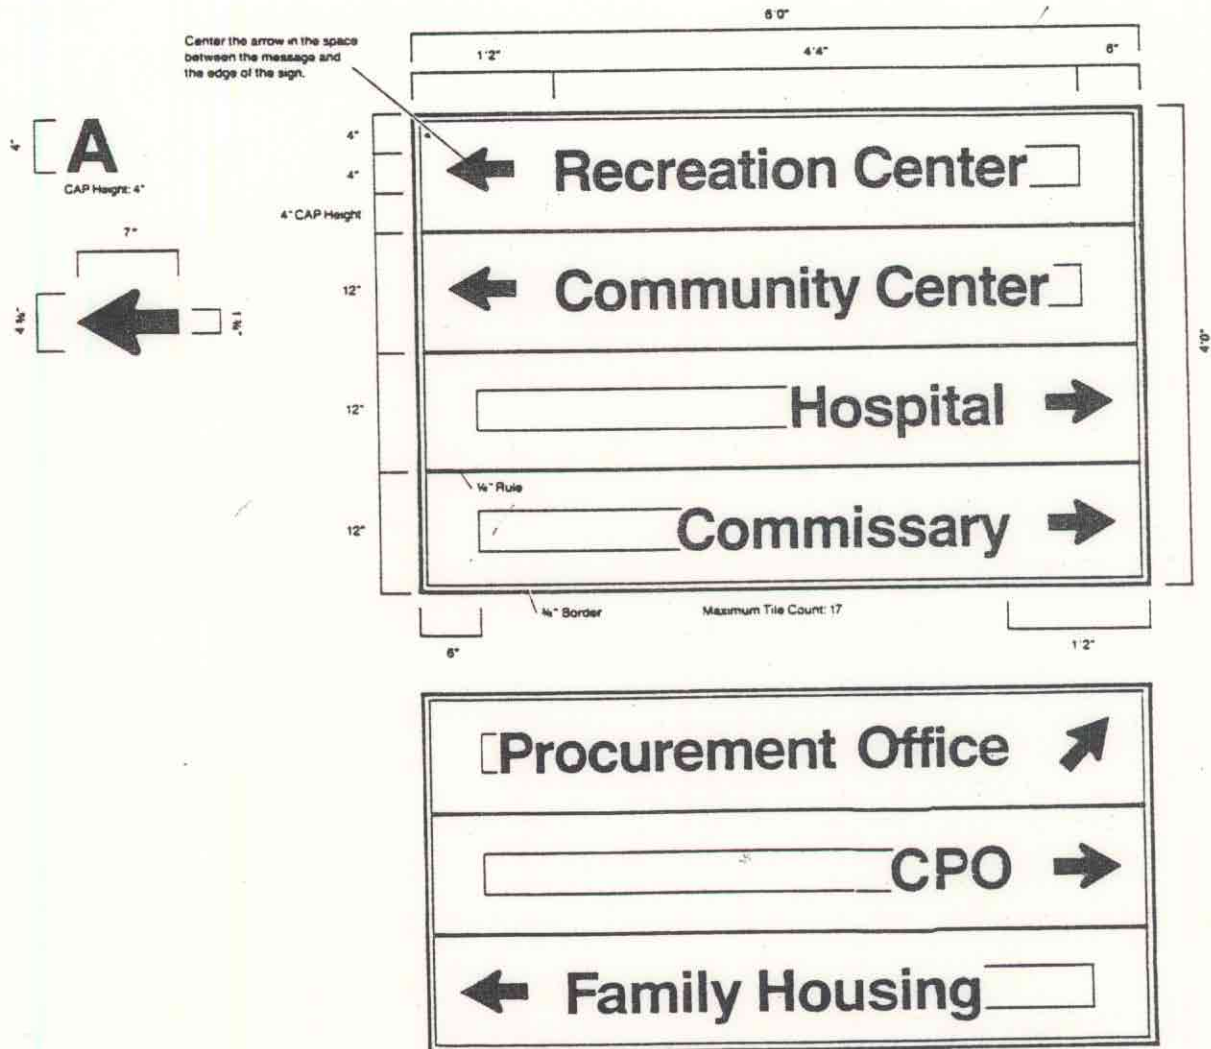 6'0"
Center the arrow in the space
between the message and
the edge of the sign.
1'2"
4'4"
6"
4"
A
CAP Height: 4"
4"
4"
4" CAP Height
Recreation Center
7"
12"
Community Center
4'0"
12"
Hospital
⅛" Rule
12"
Commissary
⅜" Border
Maximum Tile Count: 17
6"
1'2"
Procurement Office
CPO
Family Housing